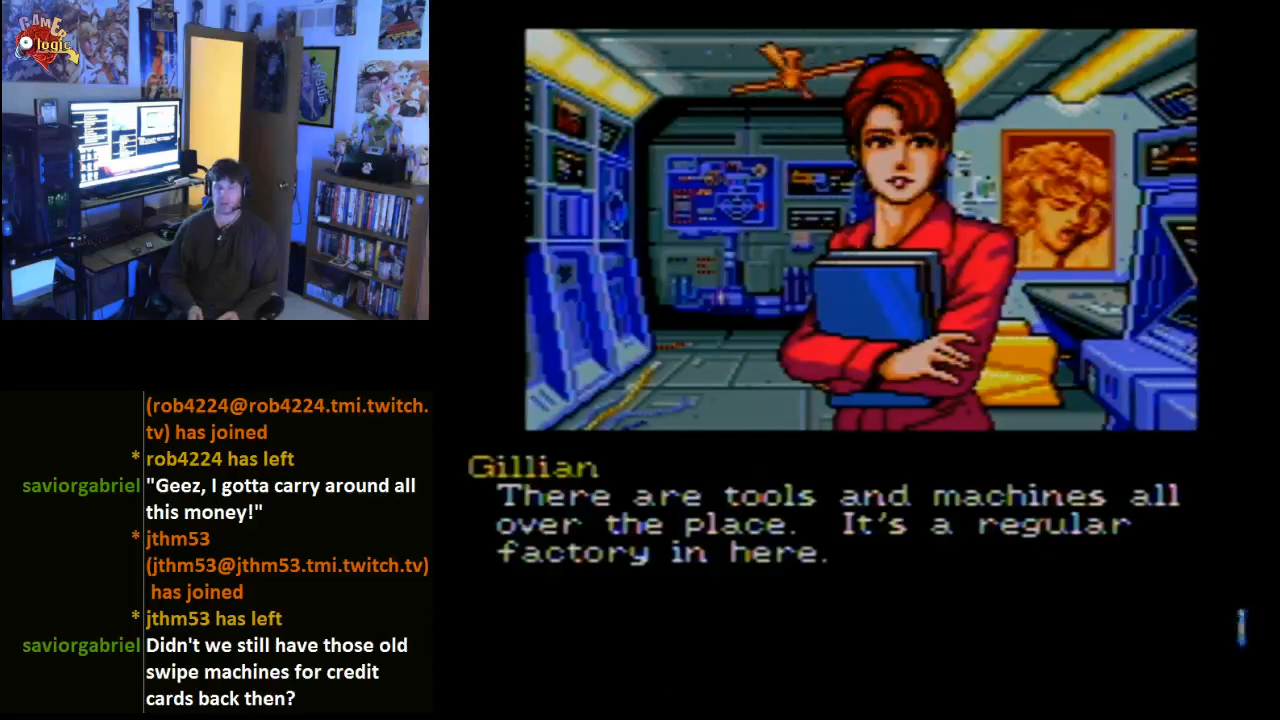 GAMER
logic
(rob4224@rob4224.tmi.twitch.
tv) has joined
* rob4224 has left
saviorgabriel "Geez, I gotta carry around all
this money!"
* jthm53
(jthm53@jthm53.tmi.twitch.tv)
has joined
* jthm53 has left
saviorgabriel Didn't we still have those old
swipe machines for credit
cards back then?
Gillian
There are tools and machines all
over the place. It's a regular
factory in here.